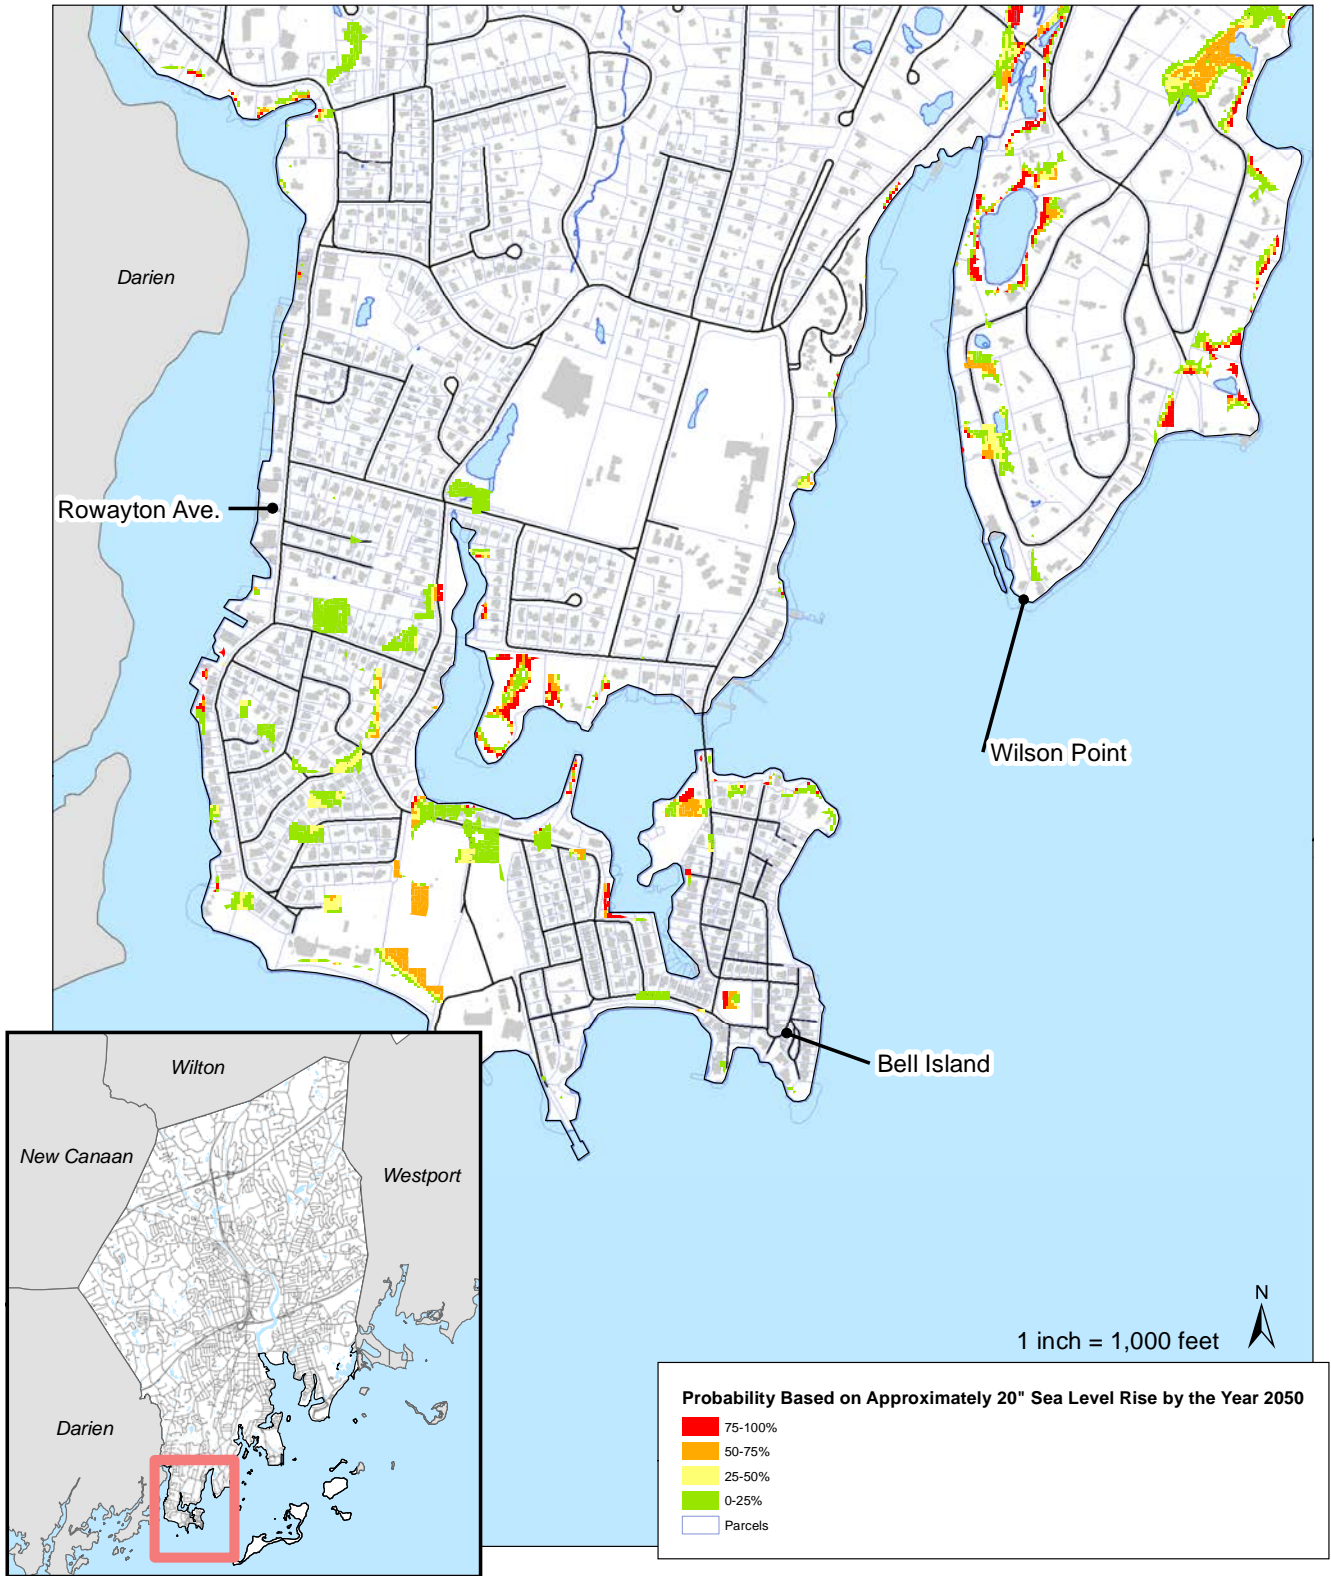 Darien
Rowayton Ave.
Wilson Point
Bell Island
Wilton
New Canaan
Westport
Darien
N
1 inch = 1,000 feet
Probability Based on Approximately 20" Sea Level Rise by the Year 2050
75-100%
50-75%
25-50%
0-25%
Parcels